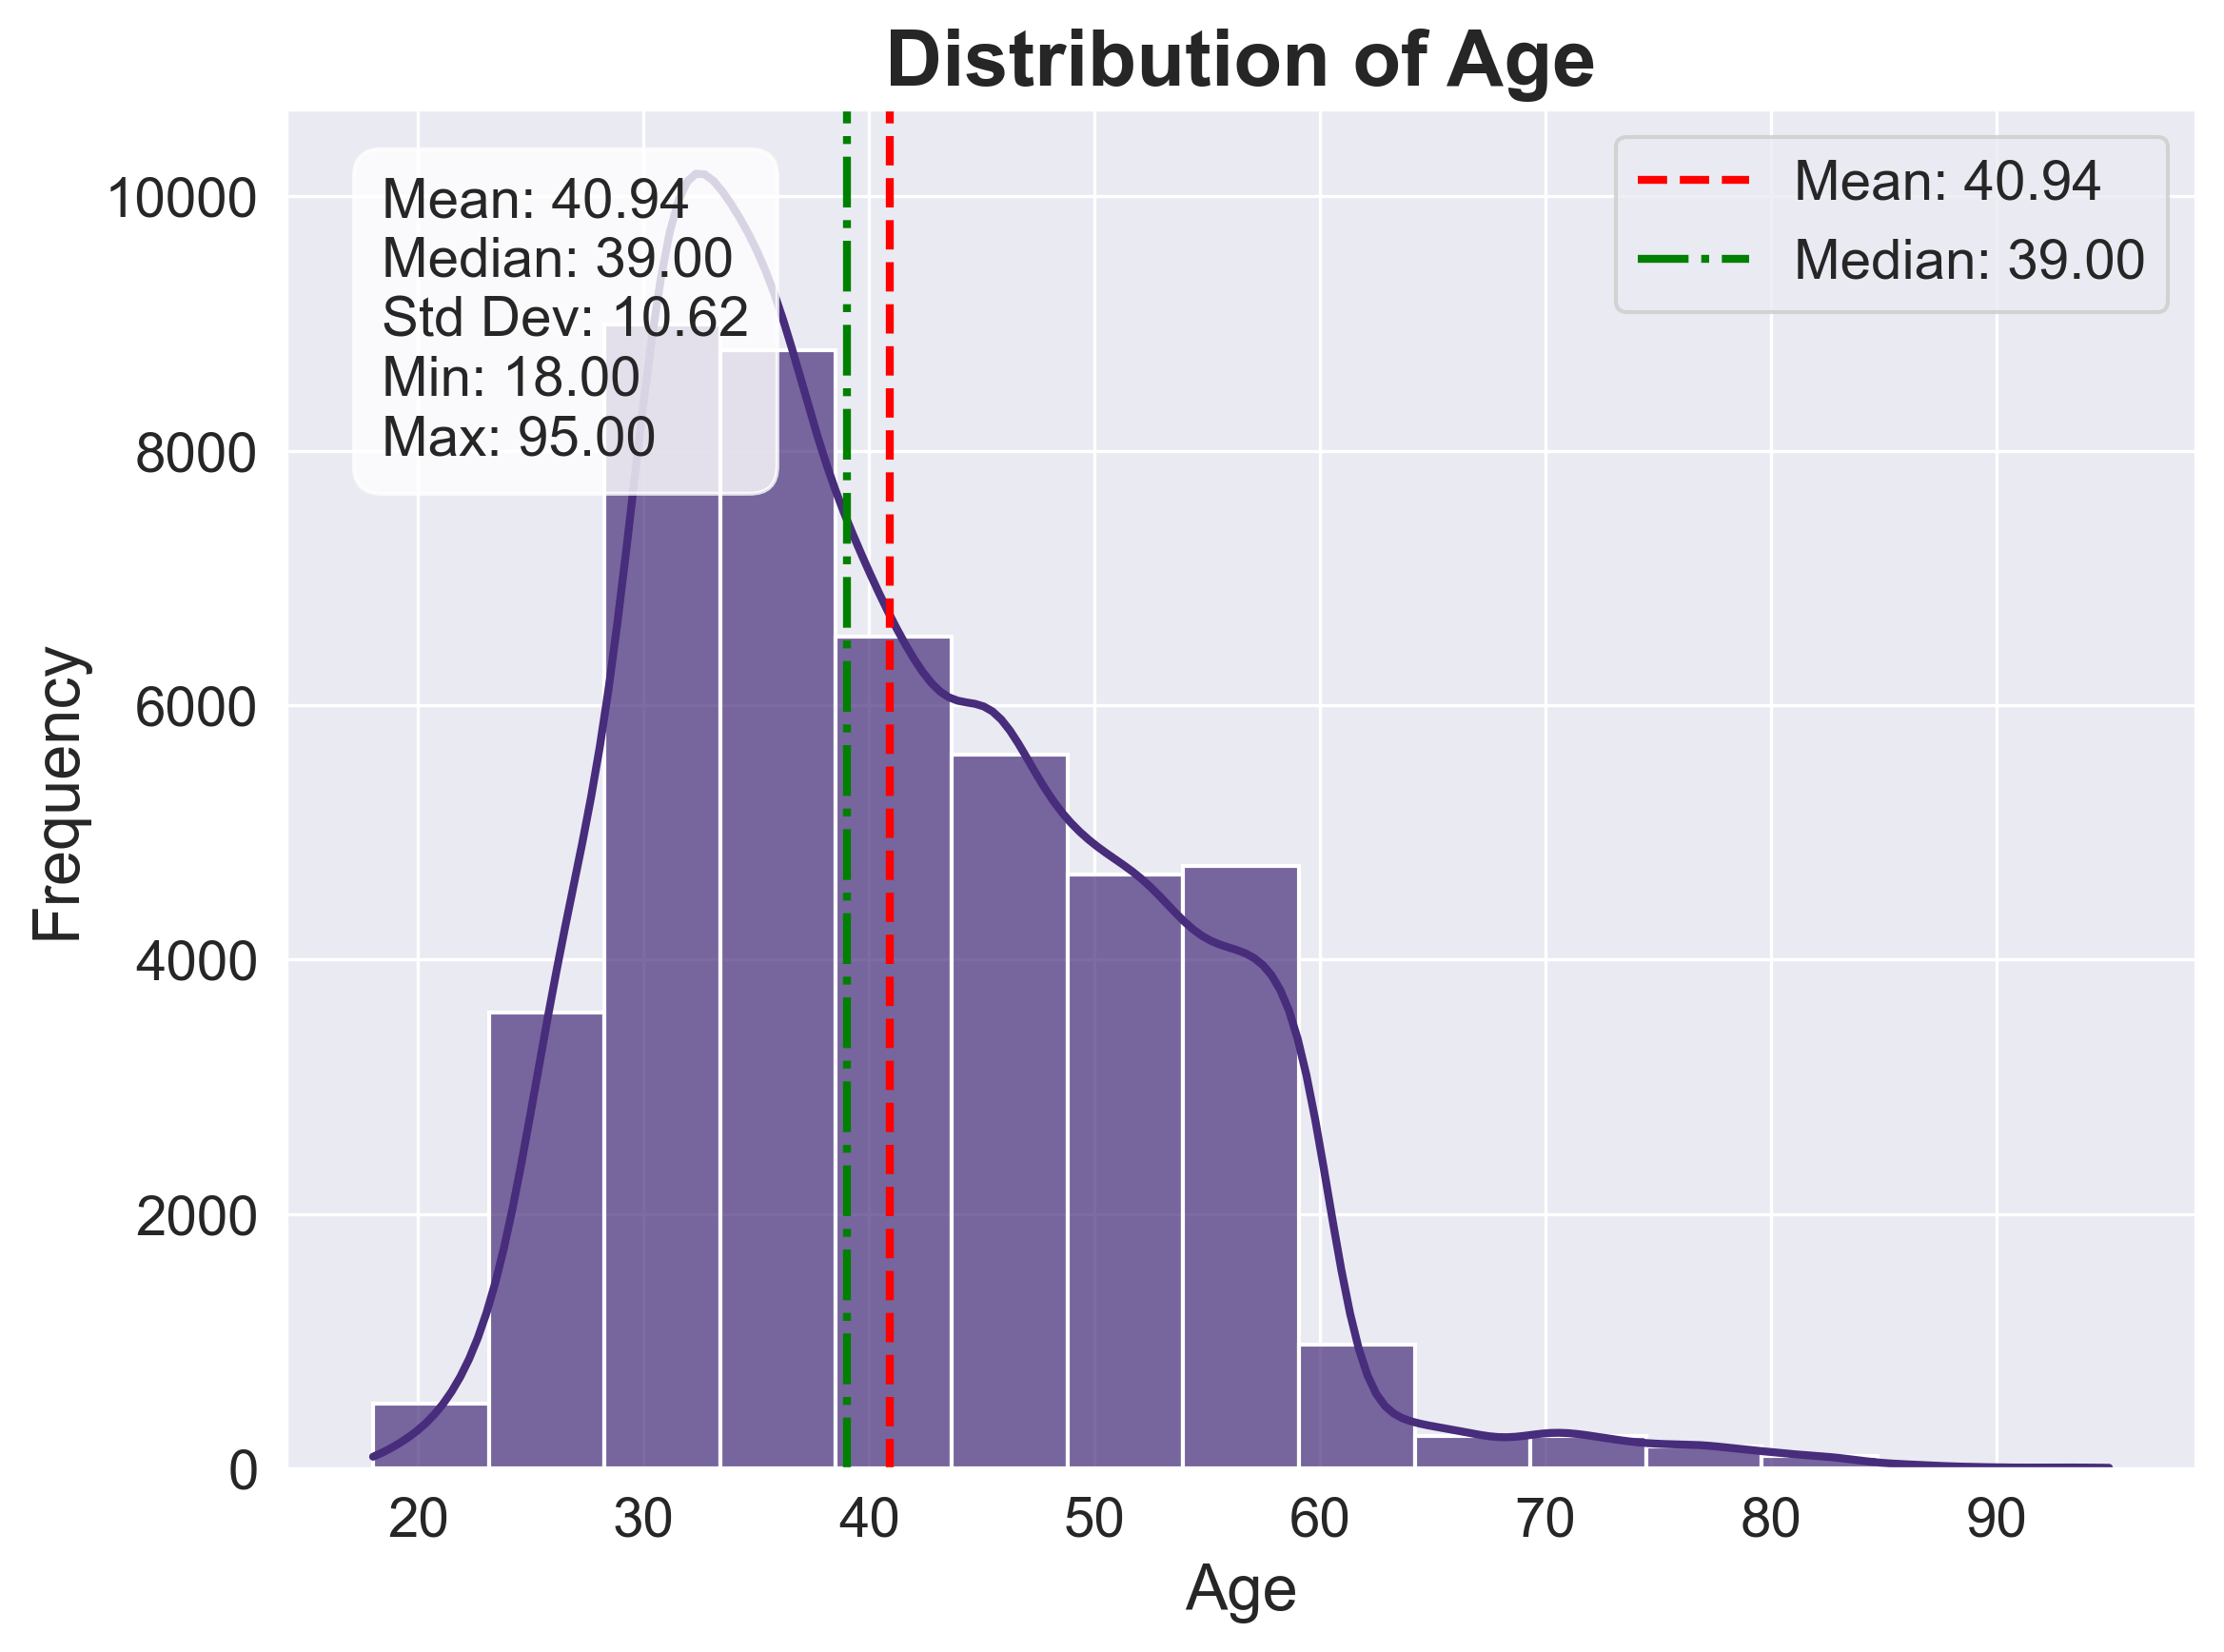 Distribution of Age
Mean: 40.94
Median: 39.00
Std Dev: 10.62
Min: 18.00
Max: 95.00
Mean: 40.94
Median: 39.00
Frequency
10000
8000
6000
4000
2000
0
20 30 40 50 60 70 80 90
Age